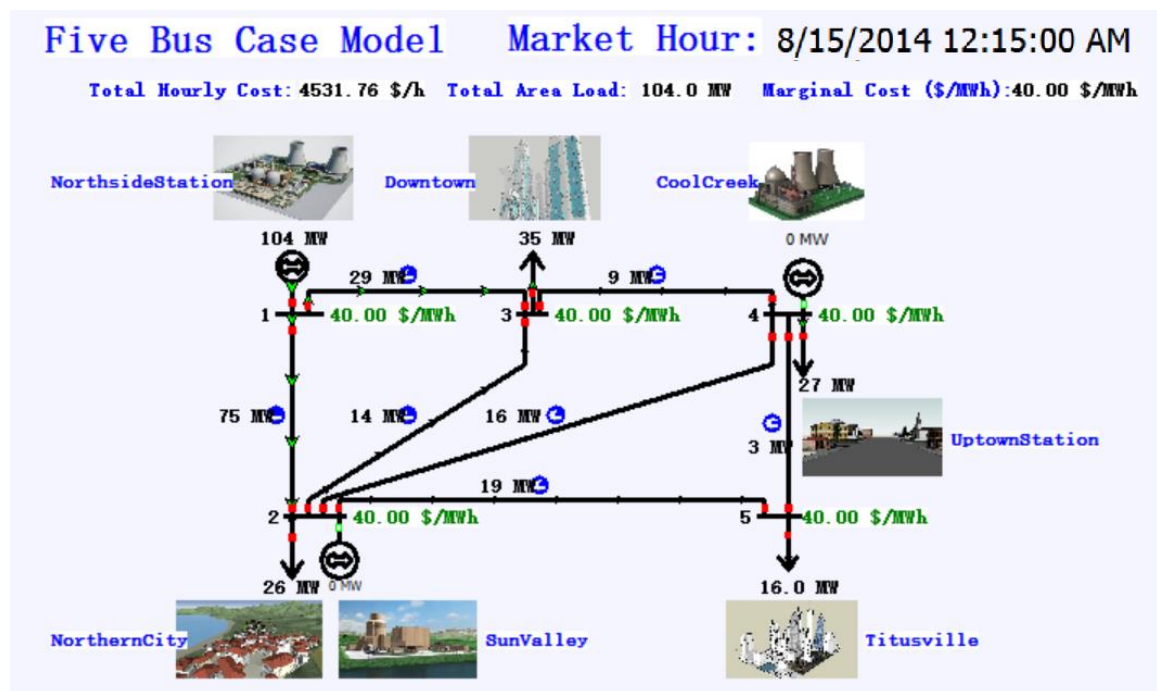 Five Bus Case Model Market Hour: 8/15/2014 12:15:00 AM
Total Hourly Cost: 4531.76 $/h Total Area Load: 104.0 MW Marginal Cost ($/MWh):40.00 $/MWh
NorthsideStation Downtown CoolCreek
104 MW 35 MW 0 MW
29 MW 9 MW
1 40.00 $/MWh 3 40.00 $/MWh 4 40.00 $/MWh
27 MW
75 MW 14 MW 16 MW
3 MW UptownStation
19 MW
2 40.00 $/MWh 5 40.00 $/MWh
26 MW 0 MW 16.0 MW
NorthernCity SunValley Titusville